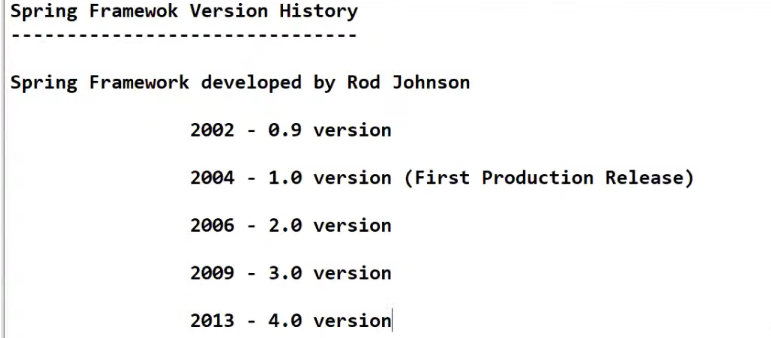 Spring Framewok Version History
-------------------------------
Spring Framework developed by Rod Johnson
2002 - 0.9 version
2004 - 1.0 version (First Production Release)
2006 - 2.0 version
2009 - 3.0 version
2013 - 4.0 version